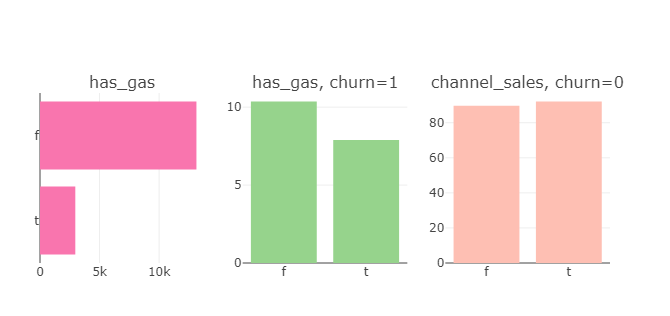 has_gas
f
t
0
5k
10k
has_gas, churn=1
10
5
0
f
t
channel_sales, churn=0
80
60
40
20
0
f
t